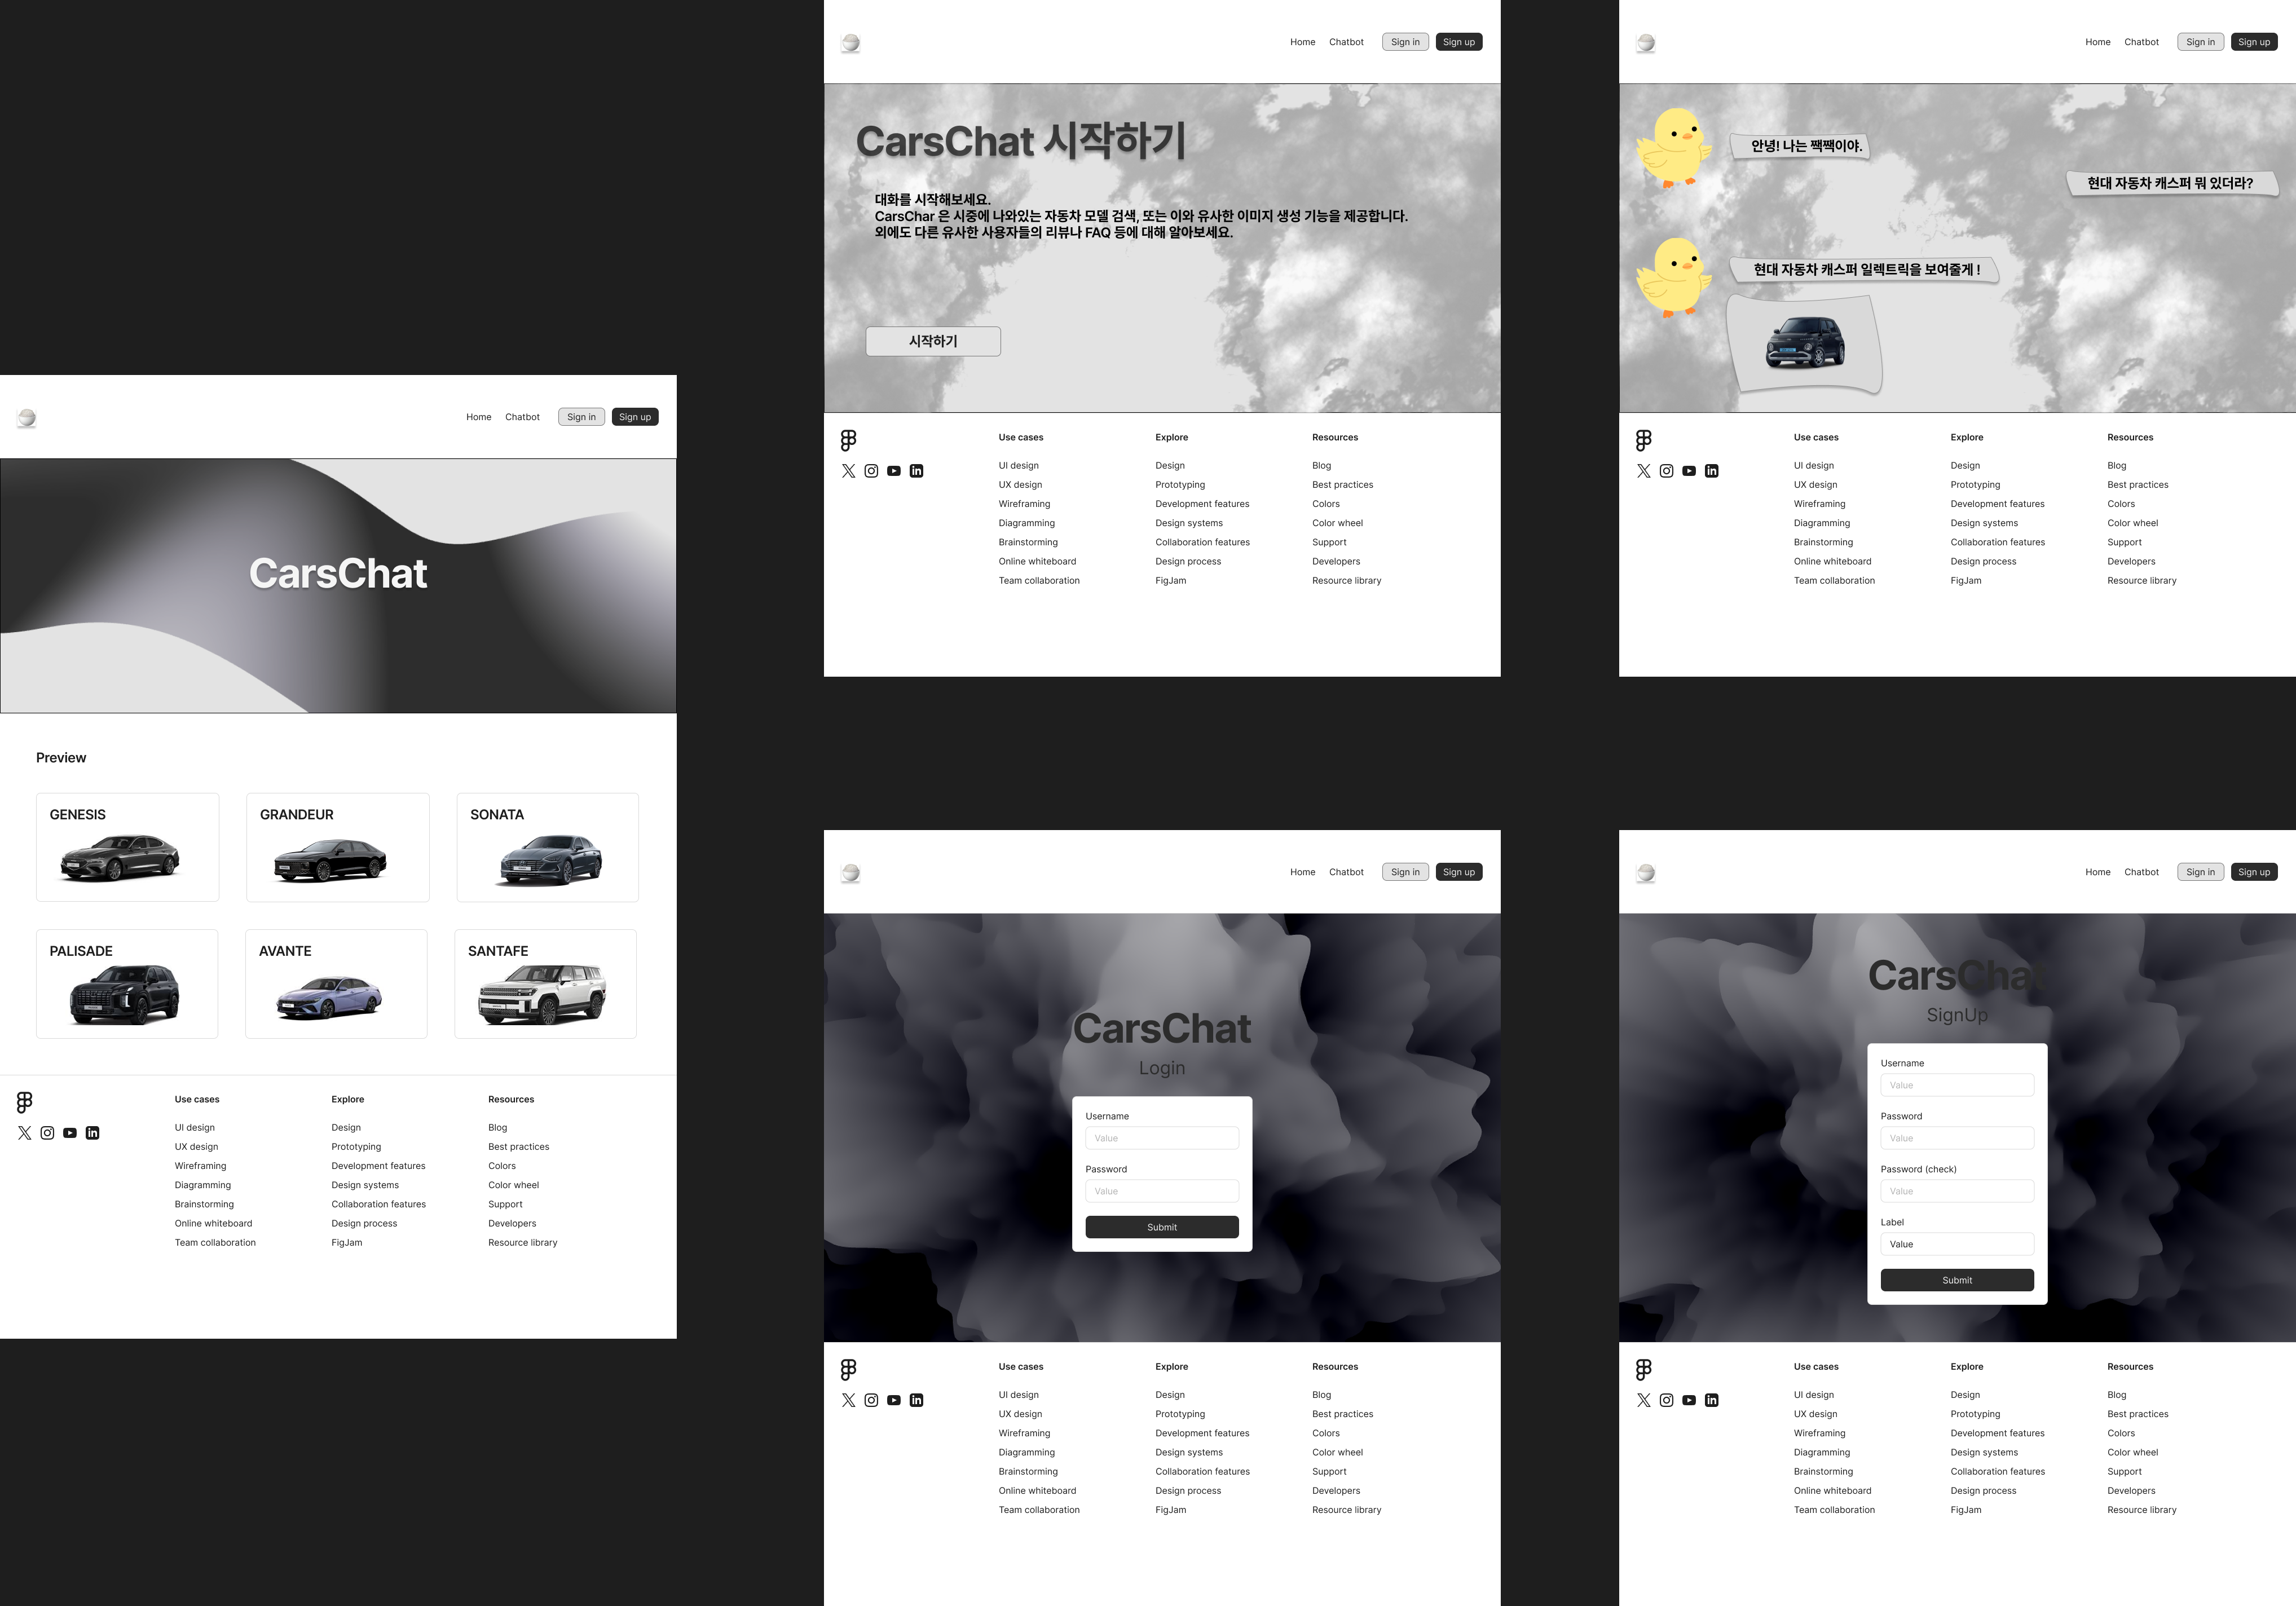 Home Chatbot Sign in Sign up
CarsChat
Preview
GENESIS
GRANDEUR
SONATA
PALISADE
AVANTE
SANTAFE
Use cases Explore Resources
UI design Design Blog
UX design Prototyping Best practices
Wireframing Development features Colors
Diagramming Design systems Color wheel
Brainstorming Collaboration features Support
Online whiteboard Design process Developers
Team collaboration FigJam Resource library
Home Chatbot Sign in Sign up
CarsChat 시작하기
대화를 시작해보세요.
CarsChar 은 시중에 나와있는 자동차 모델 검색, 또는 이와 유사한 이미지 생성 기능을 제공합니다.
외에도 다른 유사한 사용자들의 리뷰나 FAQ 등에 대해 알아보세요.
시작하기
Use cases Explore Resources
UI design Design Blog
UX design Prototyping Best practices
Wireframing Development features Colors
Diagramming Design systems Color wheel
Brainstorming Collaboration features Support
Online whiteboard Design process Developers
Team collaboration FigJam Resource library
Home Chatbot Sign in Sign up
안녕! 나는 짹짹이야.
현대 자동차 캐스퍼 뭐 있더라?
현대 자동차 캐스퍼 일렉트릭을 보여줄게 !
Use cases Explore Resources
UI design Design Blog
UX design Prototyping Best practices
Wireframing Development features Colors
Diagramming Design systems Color wheel
Brainstorming Collaboration features Support
Online whiteboard Design process Developers
Team collaboration FigJam Resource library
Home Chatbot Sign in Sign up
CarsChat
Login
Username
Value
Password
Value
Submit
Use cases Explore Resources
UI design Design Blog
UX design Prototyping Best practices
Wireframing Development features Colors
Diagramming Design systems Color wheel
Brainstorming Collaboration features Support
Online whiteboard Design process Developers
Team collaboration FigJam Resource library
Home Chatbot Sign in Sign up
CarsChat
SignUp
Username
Value
Password
Value
Password (check)
Value
Label
Value
Submit
Use cases Explore Resources
UI design Design Blog
UX design Prototyping Best practices
Wireframing Development features Colors
Diagramming Design systems Color wheel
Brainstorming Collaboration features Support
Online whiteboard Design process Developers
Team collaboration FigJam Resource library